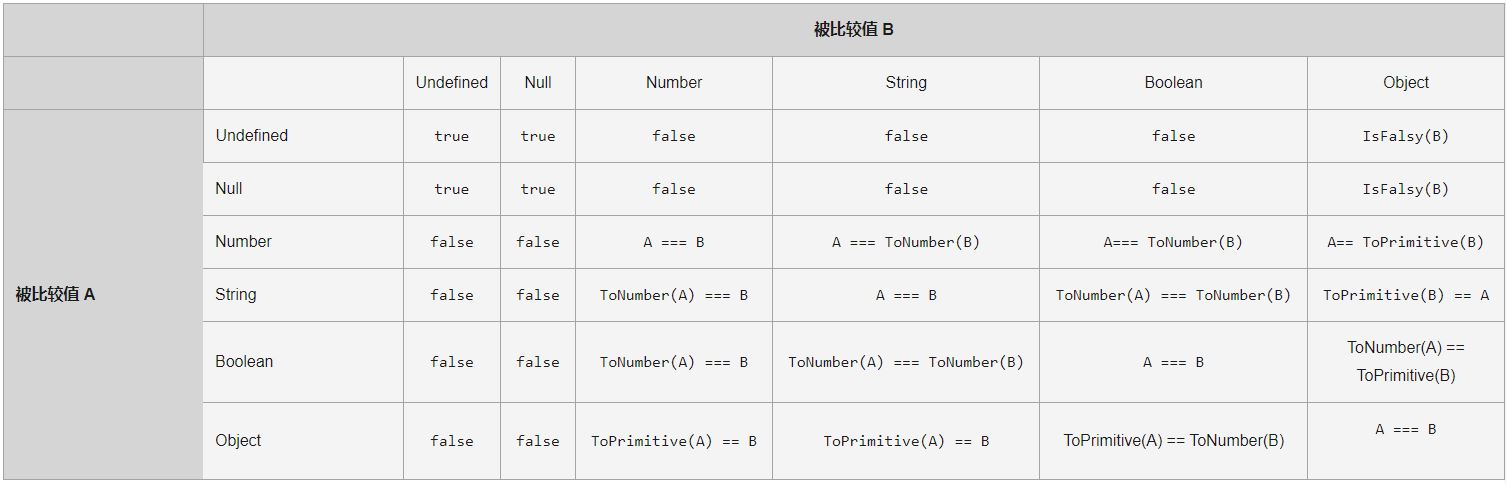 被比较值 B
Undefined Null Number String Boolean Object
Undefined true true false false false IsFalsy(B)
Null true true false false false IsFalsy(B)
Number false false A === B A === ToNumber(B) A=== ToNumber(B) A== ToPrimitive(B)
被比较值 A String false false ToNumber(A) === B A === B ToNumber(A) === ToNumber(B) ToPrimitive(B) == A
Boolean false false ToNumber(A) === B ToNumber(A) === ToNumber(B) A === B ToNumber(A) ==
ToPrimitive(B)
Object false false ToPrimitive(A) == B ToPrimitive(A) == B ToPrimitive(A) == ToNumber(B) A === B